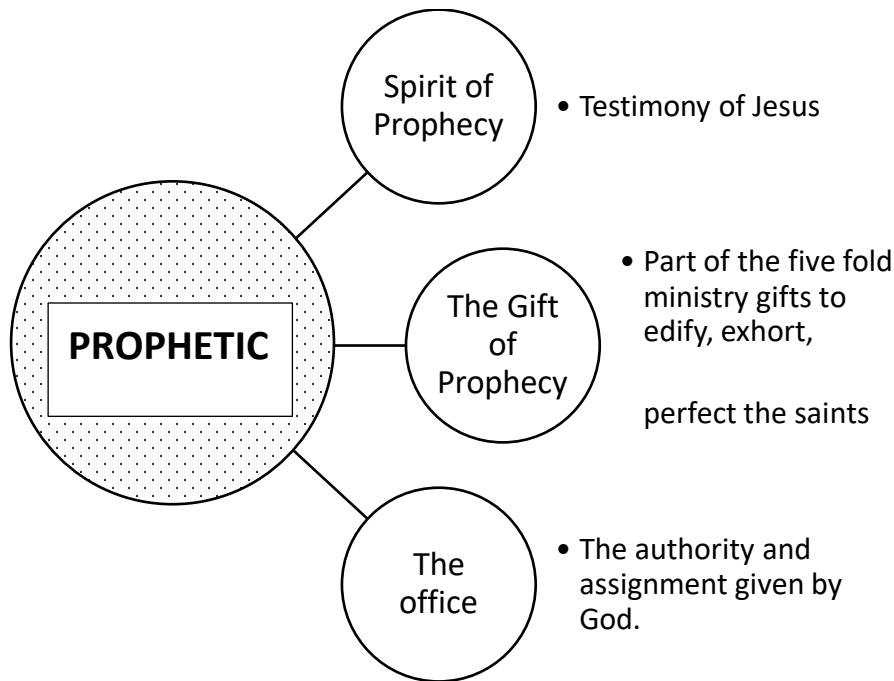 PROPHETIC
Spirit of
Prophecy
• Testimony of Jesus
The Gift
of
Prophecy
• Part of the five fold
ministry gifts to
edify, exhort,
perfect the saints
The
office
• The authority and
assignment given by
God.